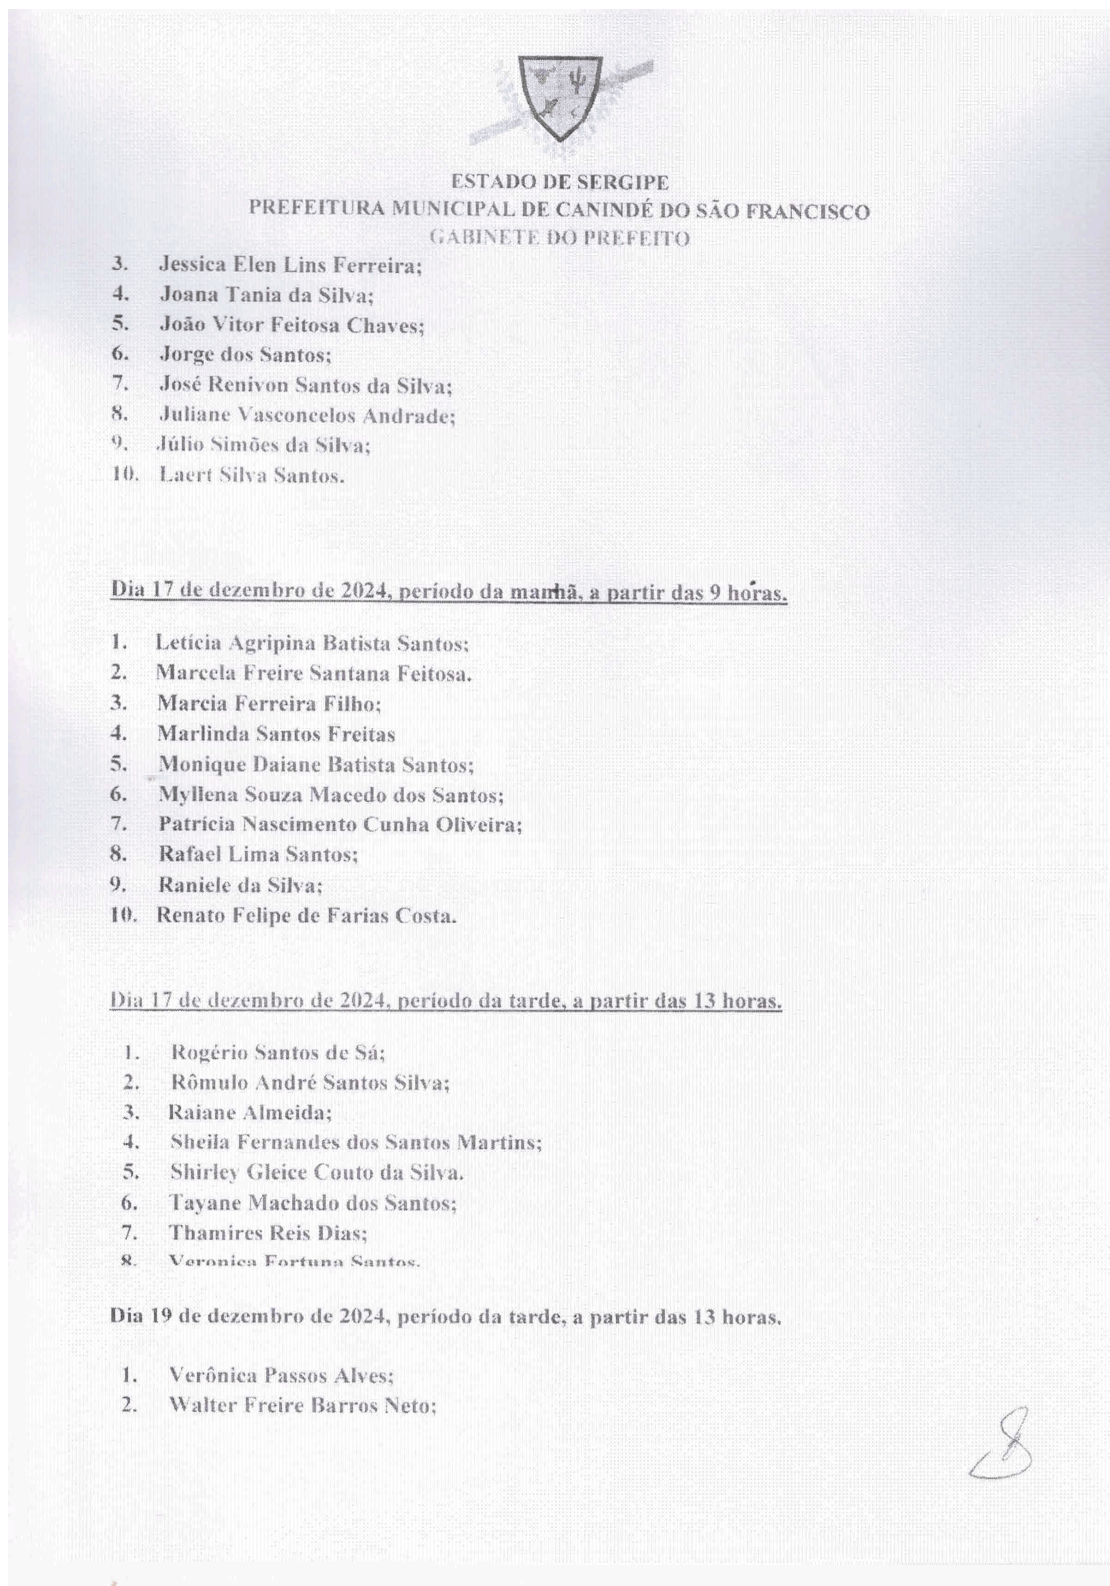 ESTADO DE SERGIPE
PREFEITURA MUNICIPAL DE CANINDÉ DO SÃO FRANCISCO
GABINETE DO PREFEITO
3. Jessica Elen Lins Ferreira;
4. Joana Tania da Silva;
5. João Vitor Feitosa Chaves;
6. Jorge dos Santos;
7. José Renivon Santos da Silva;
8. Juliane Vasconcelos Andrade;
9. Júlio Simões da Silva;
10. Laert Silva Santos.
Dia 17 de dezembro de 2024, período da manhã, a partir das 9 horas.
1. Letícia Agripina Batista Santos;
2. Marcela Freire Santana Feitosa.
3. Marcia Ferreira Filho;
4. Marlinda Santos Freitas
5. Monique Daiane Batista Santos;
6. Myllena Souza Macedo dos Santos;
7. Patrícia Nascimento Cunha Oliveira;
8. Rafael Lima Santos;
9. Raniele da Silva;
10. Renato Felipe de Farias Costa.
Dia 17 de dezembro de 2024, período da tarde, a partir das 13 horas.
1. Rogério Santos de Sá;
2. Rômulo André Santos Silva;
3. Raiane Almeida;
4. Sheila Fernandes dos Santos Martins;
5. Shirley Gleice Couto da Silva.
6. Tayane Machado dos Santos;
7. Thamires Reis Dias;
8. Veronica Fortuna Santos.
Dia 19 de dezembro de 2024, período da tarde, a partir das 13 horas.
1. Verônica Passos Alves;
2. Walter Freire Barros Neto;